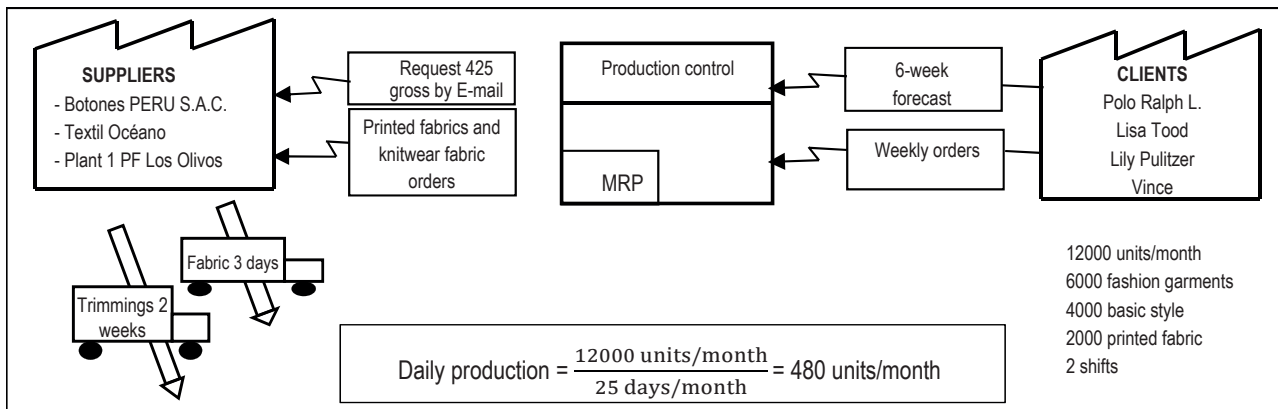 SUPPLIERS
- Botones PERU S.A.C.
- Textil Océano
- Plant 1 PF Los Olivos
Request 425
gross by E-mail
Printed fabrics and
knitwear fabric
orders
Production control
MRP
6-week
forecast
Weekly orders
CLIENTS
Polo Ralph L.
Lisa Tood
Lily Pulitzer
Vince
Fabric 3 days
Trimmings 2
weeks
12000 units/month
6000 fashion garments
4000 basic style
2000 printed fabric
2 shifts
Daily production = 12000 units/month / 25 days/month = 480 units/month